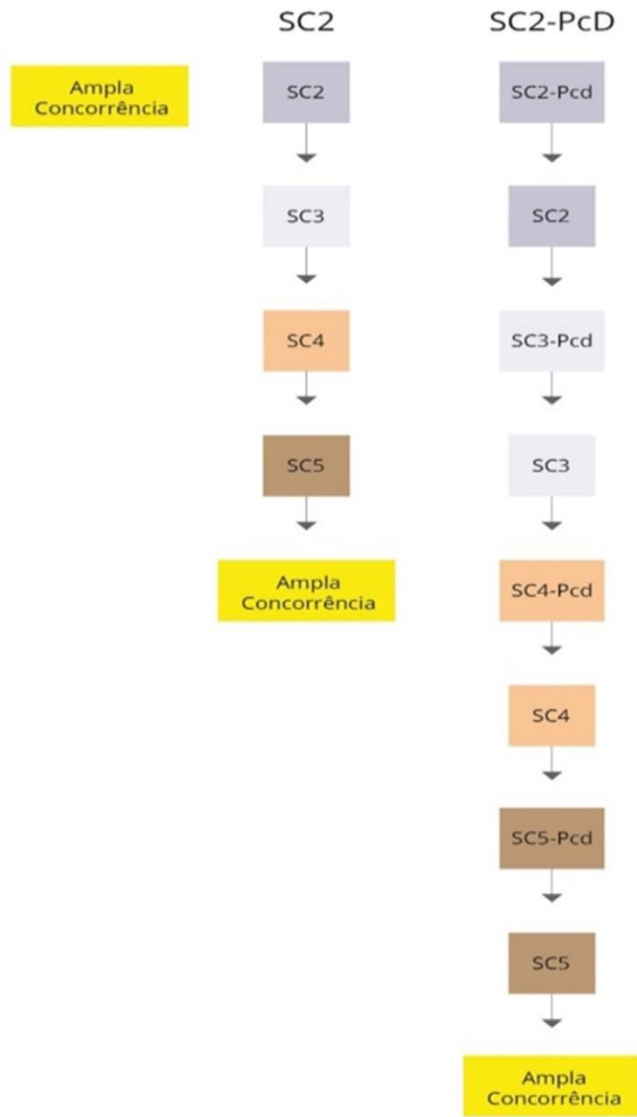 SC2
SC2-PcD
Ampla
Concorrência
SC2
SC3
SC4
SC5
Ampla
Concorrência
SC2-Pcd
SC2
SC3-Pcd
SC3
SC4-Pcd
SC4
SC5-Pcd
SC5
Ampla
Concorrência